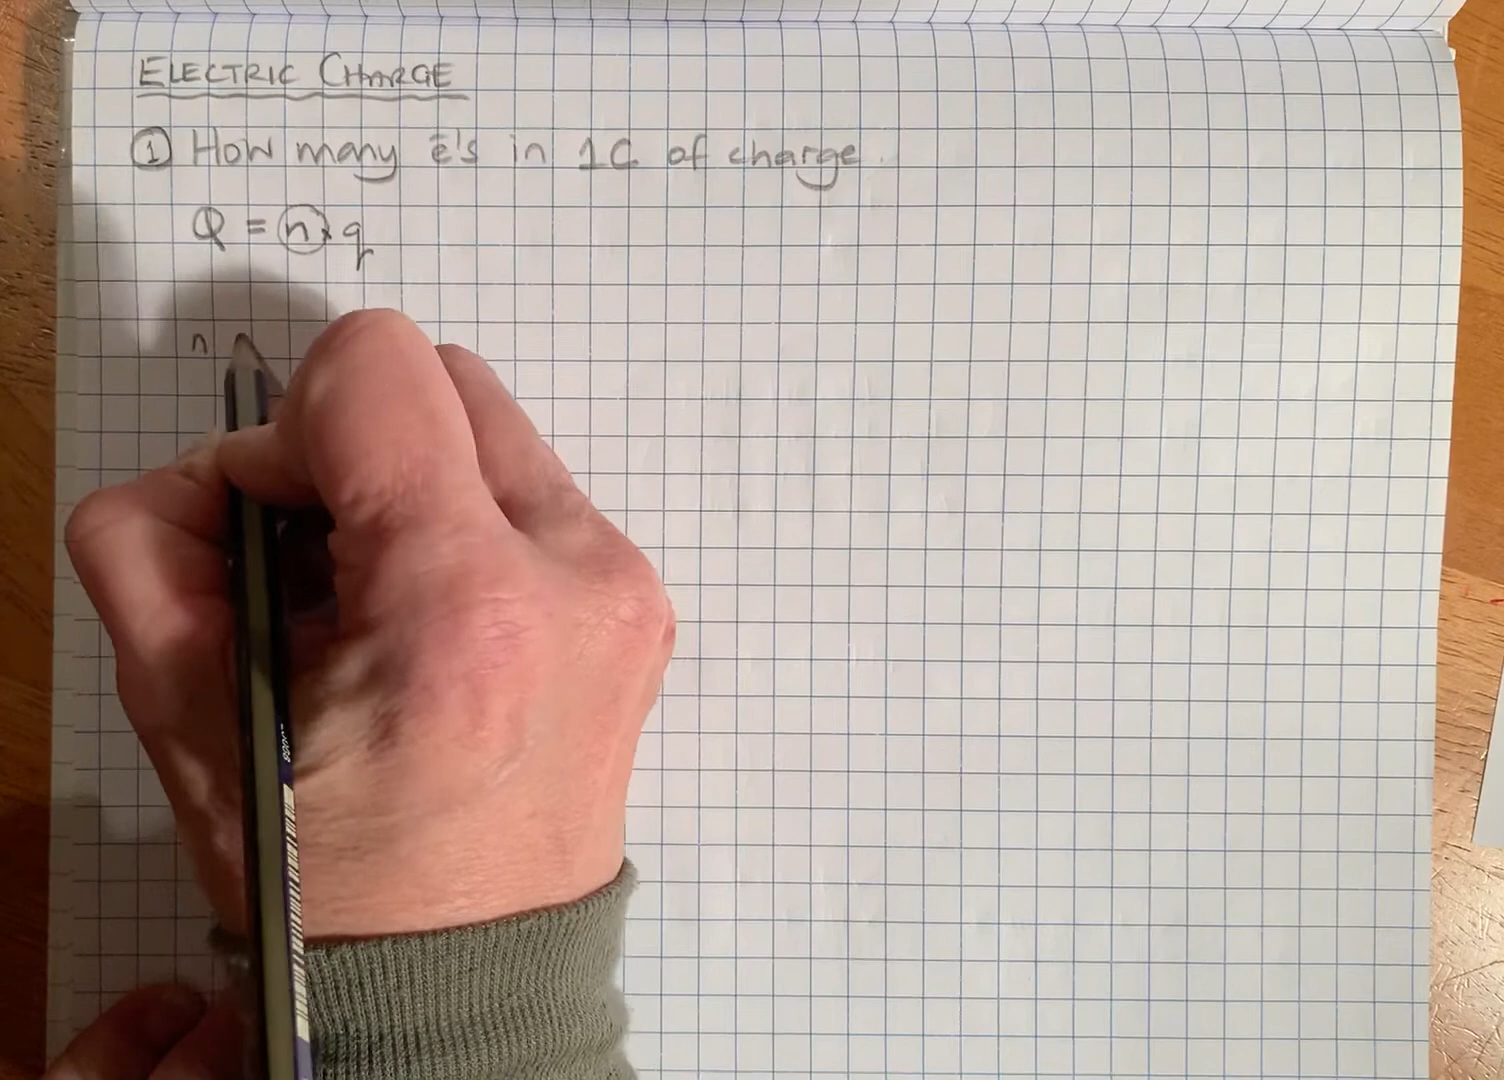 ELECTRIC CHARGE
① How many ē's in 1C of charge.
Q = n × q
n